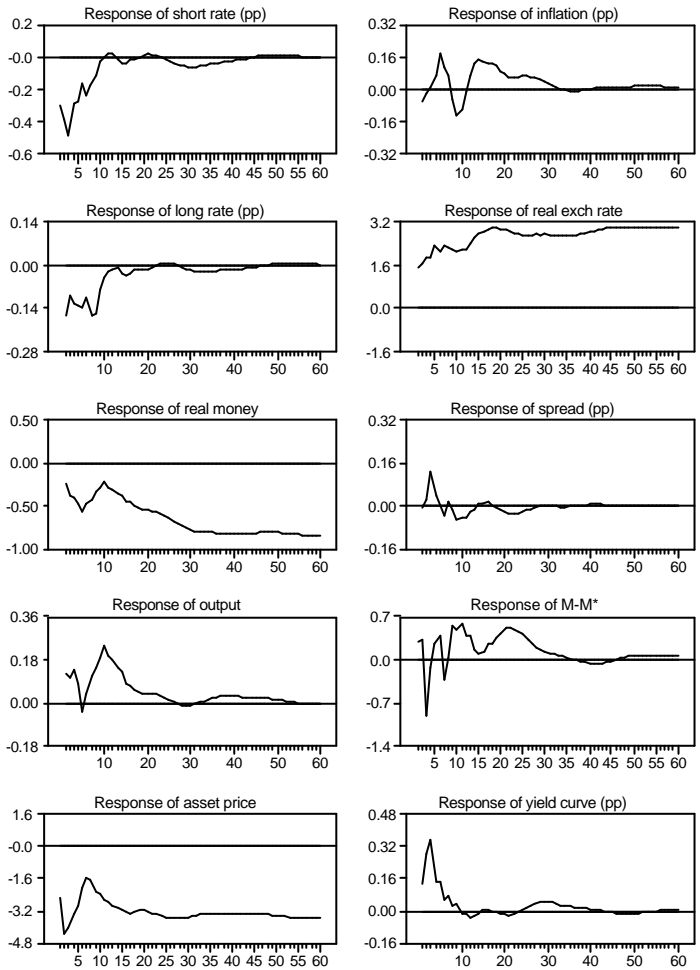 Response of short rate (pp)
0.2
-0.0
-0.2
-0.4
-0.6
5 10 15 20 25 30 35 40 45 50 55 60
Response of inflation (pp)
0.32
0.16
0.00
-0.16
-0.32
10 20 30 40 50 60
Response of long rate (pp)
0.14
0.00
-0.14
-0.28
10 20 30 40 50 60
Response of real exch rate
3.2
1.6
0.0
-1.6
5 10 15 20 25 30 35 40 45 50 55 60
Response of real money
0.50
0.00
-0.50
-1.00
10 20 30 40 50 60
Response of spread (pp)
0.32
0.16
0.00
-0.16
10 20 30 40 50 60
Response of output
0.36
0.18
0.00
-0.18
10 20 30 40 50 60
Response of M-M*
0.7
0.0
-0.7
-1.4
5 10 15 20 25 30 35 40 45 50 55 60
Response of asset price
1.6
-0.0
-1.6
-3.2
-4.8
5 10 15 20 25 30 35 40 45 50 55 60
Response of yield curve (pp)
0.48
0.32
0.16
0.00
-0.16
10 20 30 40 50 60